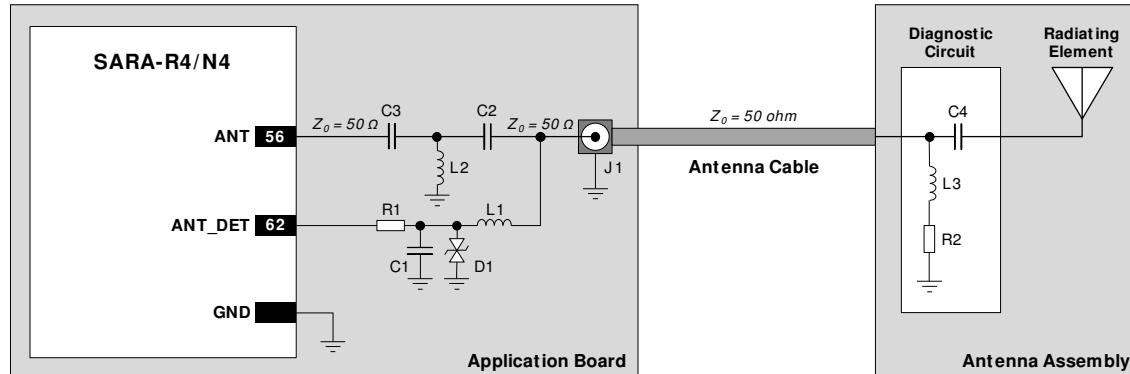 SARA-R4/N4
ANT 56
ANT_DET 62
GND
Z0 = 50 Ω
C3
C2
Z0 = 50 Ω
L2
R1
L1
C1
D1
J1
Application Board
Z0 = 50 ohm
Antenna Cable
Diagnostic
Circuit
Radiating
Element
C4
L3
R2
Antenna Assembly